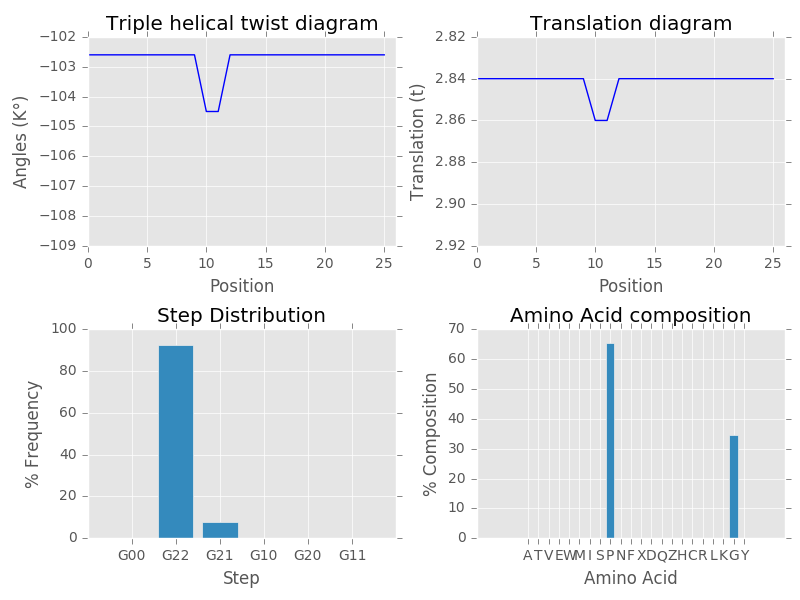 Triple helical twist diagram
−102
−103
−104
−105
−106
−107
−108
−109
Angles (K°)
0 5 10 15 20 25
Position
Translation diagram
2.82
2.84
2.86
2.88
2.90
2.92
Translation (t)
0 5 10 15 20 25
Position
Step Distribution
100
80
60
40
20
0
% Frequency
G00 G22 G21 G10 G20 G11
Step
Amino Acid composition
70
60
50
40
30
20
10
0
% Composition
A T V E W M I S P N F X D Q Z H C R L K G Y
Amino Acid